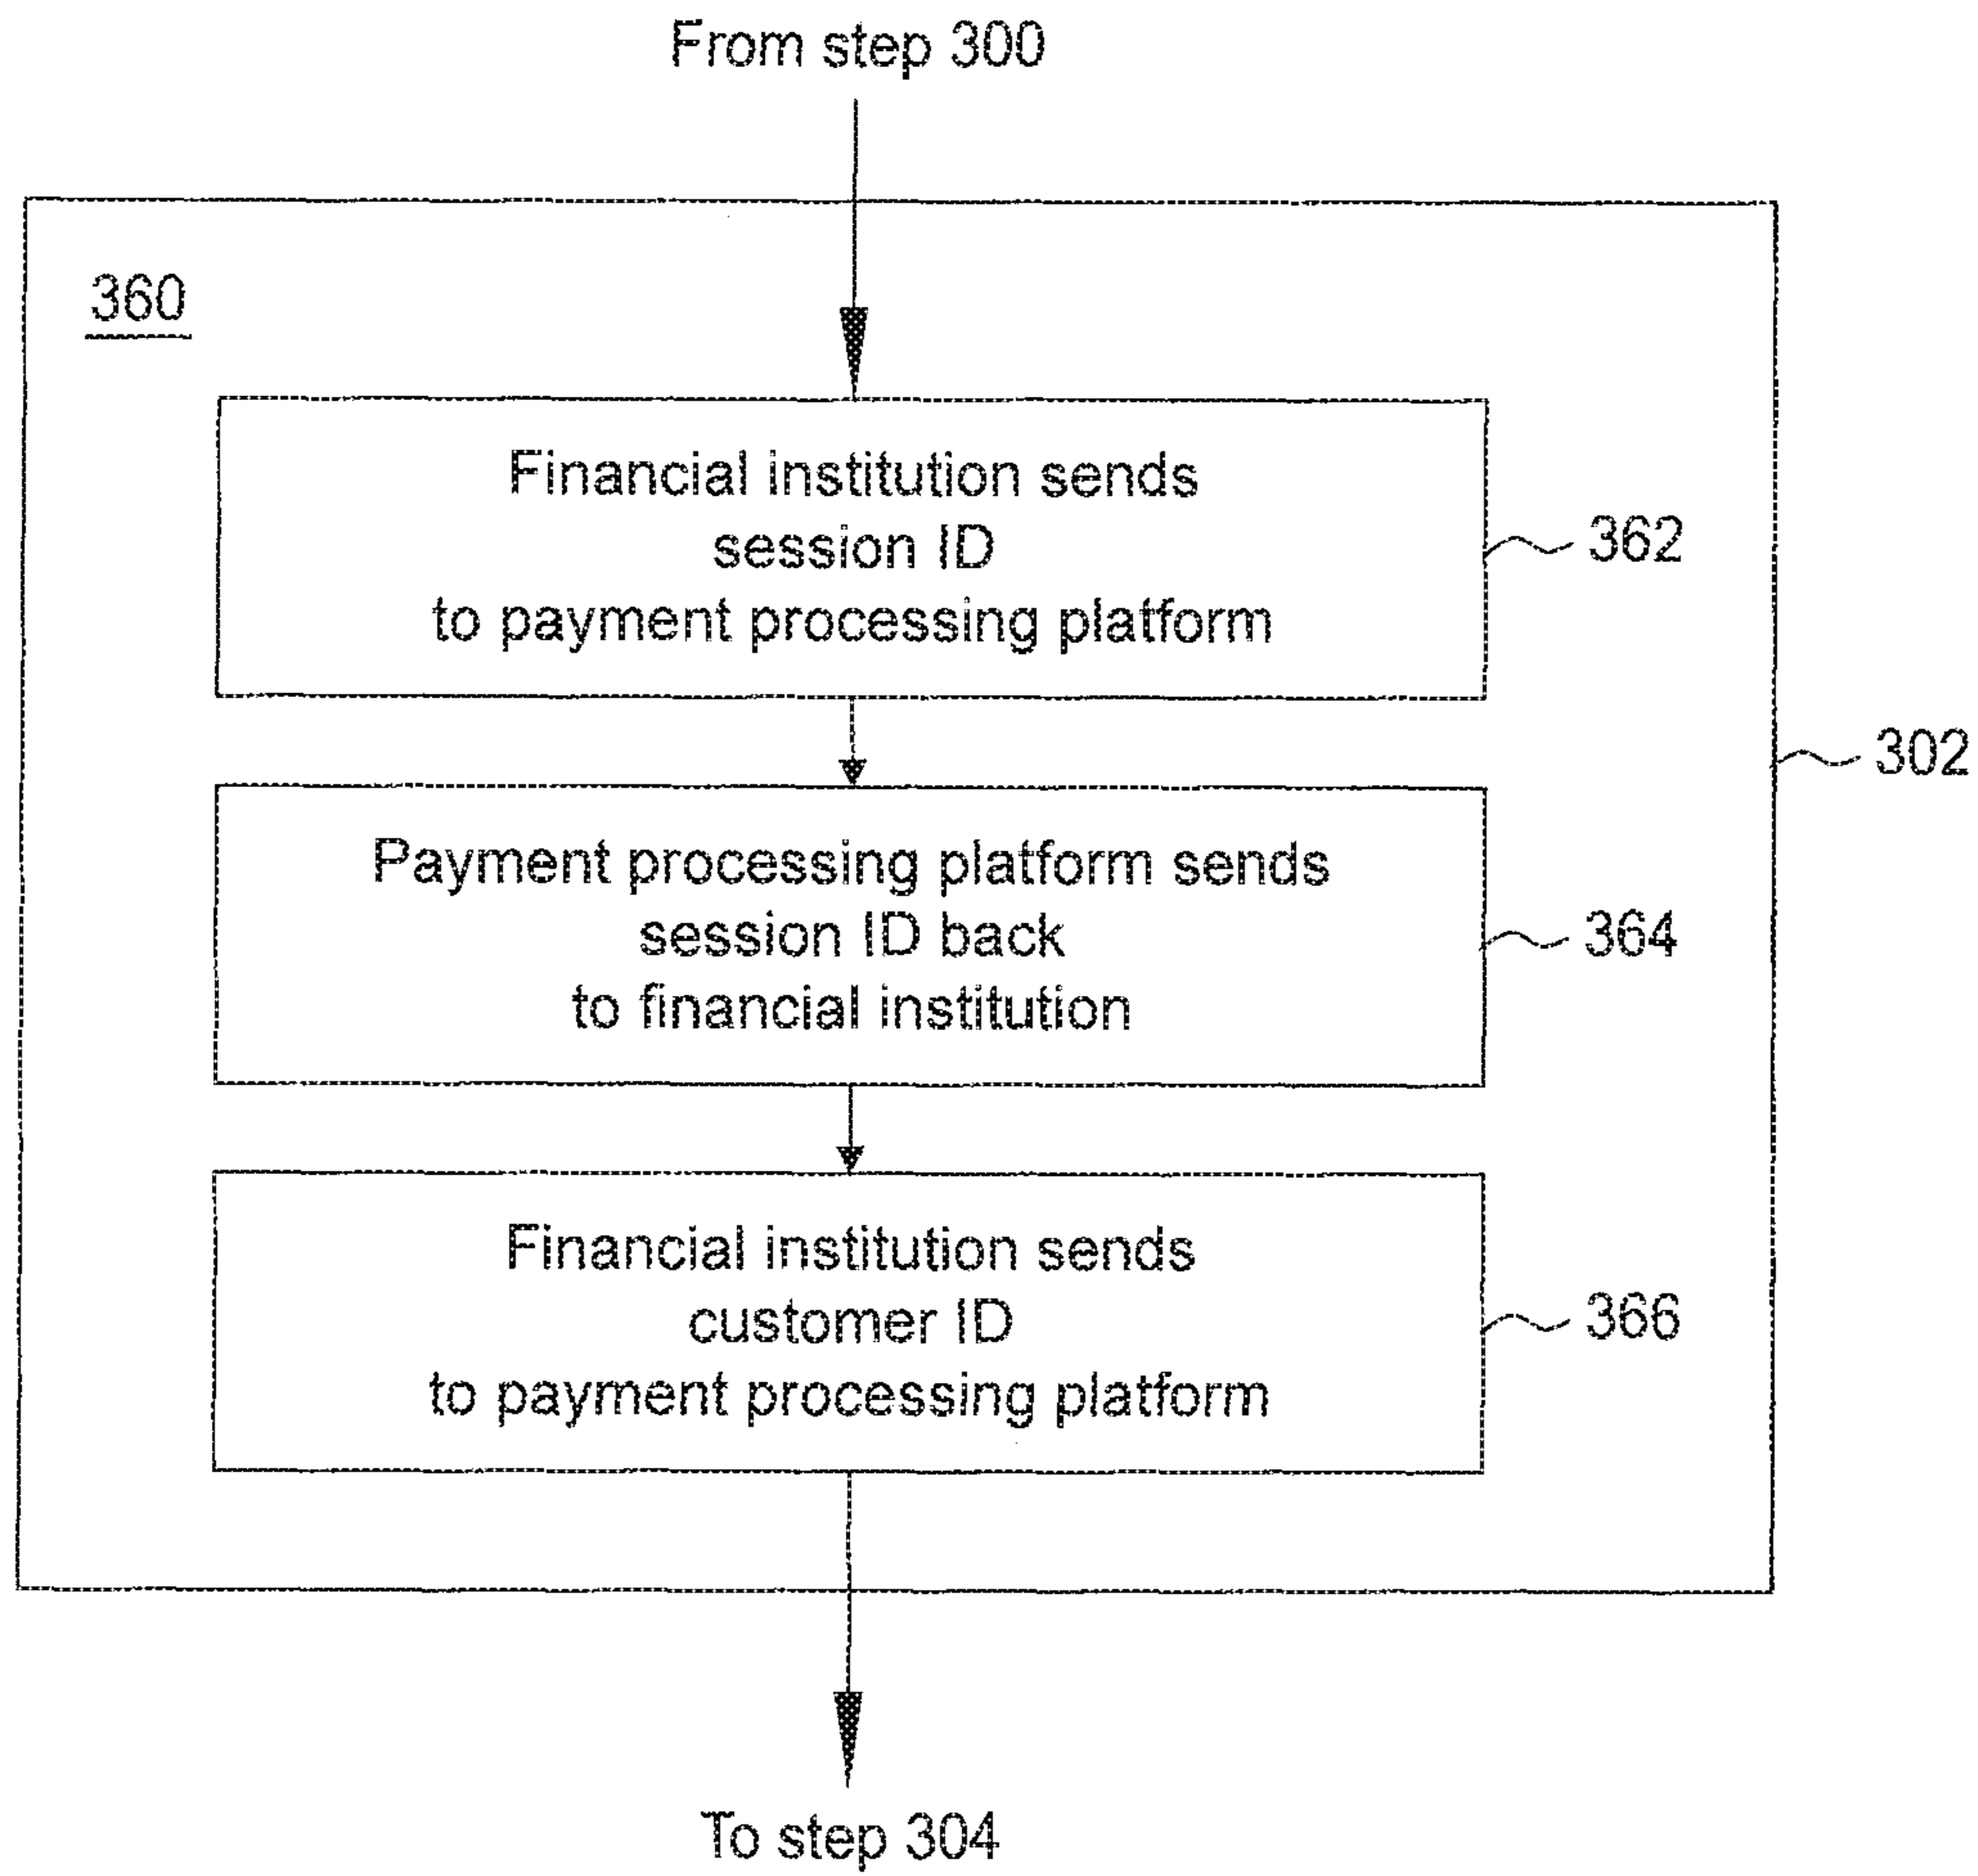 From step 300
360
Financial institution sends
session ID
to payment processing platform
362
302
Payment processing platform sends
session ID back
to financial institution
364
Financial institution sends
customer ID
to payment processing platform
366
To step 304